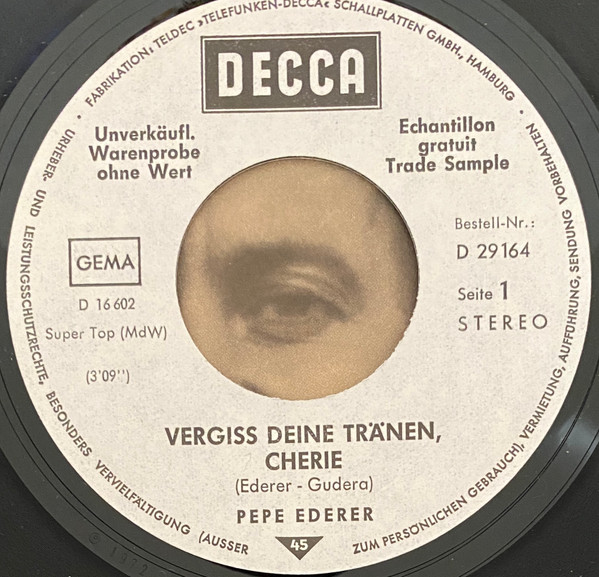 FABRIKATION: TELDEC »TELEFUNKEN-DECCA« SCHALLPLATTEN GMBH., HAMBURG
DECCA
Unverkäufl.
Warenprobe
ohne Wert
Echantillon
gratuit
Trade Sample
GEMA
D 16 602
Super Top (MdW)
(3'09'')
Bestell-Nr.:
D 29164
Seite 1
STEREO
VERGISS DEINE TRÄNEN,
CHERIE
(Ederer - Gudera)
PEPE EDERER
45
URHEBER- UND LEISTUNGSSCHUTZRECHTE, BESONDERS VERVIELFÄLTIGUNG (AUSSER
ZUM PERSÖNLICHEN GEBRAUCH), VERMIETUNG, AUFFÜHRUNG, SENDUNG VORBEHALTEN